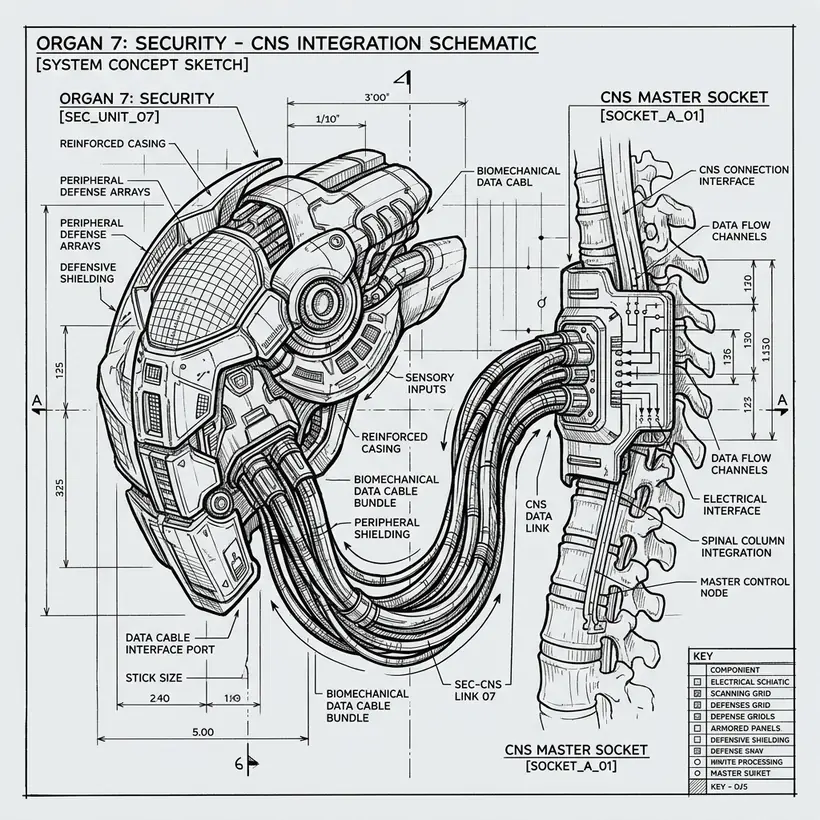 ORGAN 7: SECURITY – CNS INTEGRATION SCHEMATIC
[SYSTEM CONCEPT SKETCH]
ORGAN 7: SECURITY
[SEC_UNIT_07]
REINFORCED CASING
PERIPHERAL
DEFENSE ARRAYS
PERIPHERAL
DEFENSE
ARRAYS
DEFENSIVE
SHIELDING
3'00"
1/10"
BIOMECHANICAL
DATA CABL
CNS MASTER SOCKET
[SOCKET_A_01]
CNS CONNECTION
INTERFACE
DATA FLOW
CHANNELS
130
130
136
1130
123
125
325
A
A
SENSORY
INPUTS
REINFORCED
CASING
BIOMECHANICAL
DATA CABLE
BUNDLE
PERIPHERAL
SHIELDING
CNS
DATA
LINK
DATA FLOW
CHANNELS
ELECTRICAL
INTERFACE
SPINAL COLUMN
INTEGRATION
MASTER CONTROL
NODE
DATA CABLE
INTERFACE PORT
STICK SIZE
240
5.00
6
BIOMECHANICAL
DATA CABLE
BUNDLE
SEC-CNS
LINK 07
CNS MASTER SOCKET
[SOCKET_A_01]
KEY
COMPONENT
ELECTRICAL SCHIATIC
SCANNING GRID
DEFENSES GRID
DEPENSE GRIOLS
ARMORED PANELS
DEFENSIVE SHIELDING
DEFENSE SNAV
PROCESSING
MASTER SUIKET
KEY - 0J5